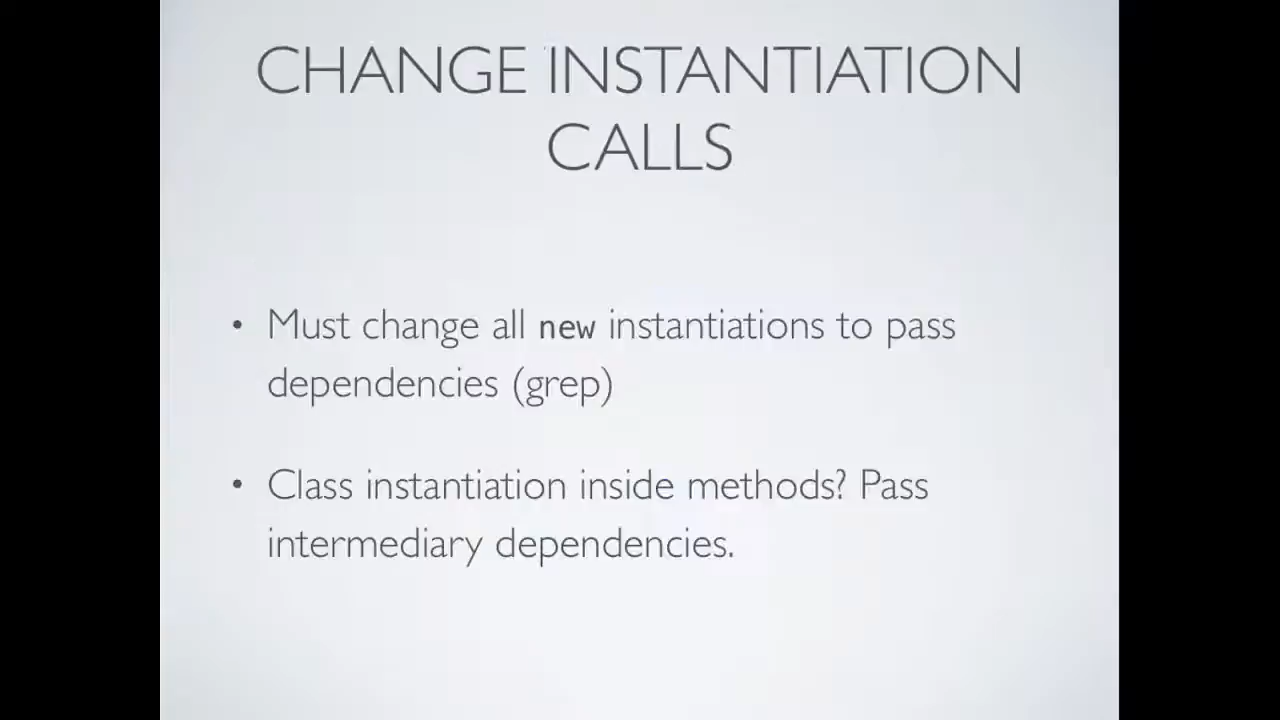 CHANGE INSTANTIATION
CALLS
• Must change all new instantiations to pass
dependencies (grep)
• Class instantiation inside methods? Pass
intermediary dependencies.